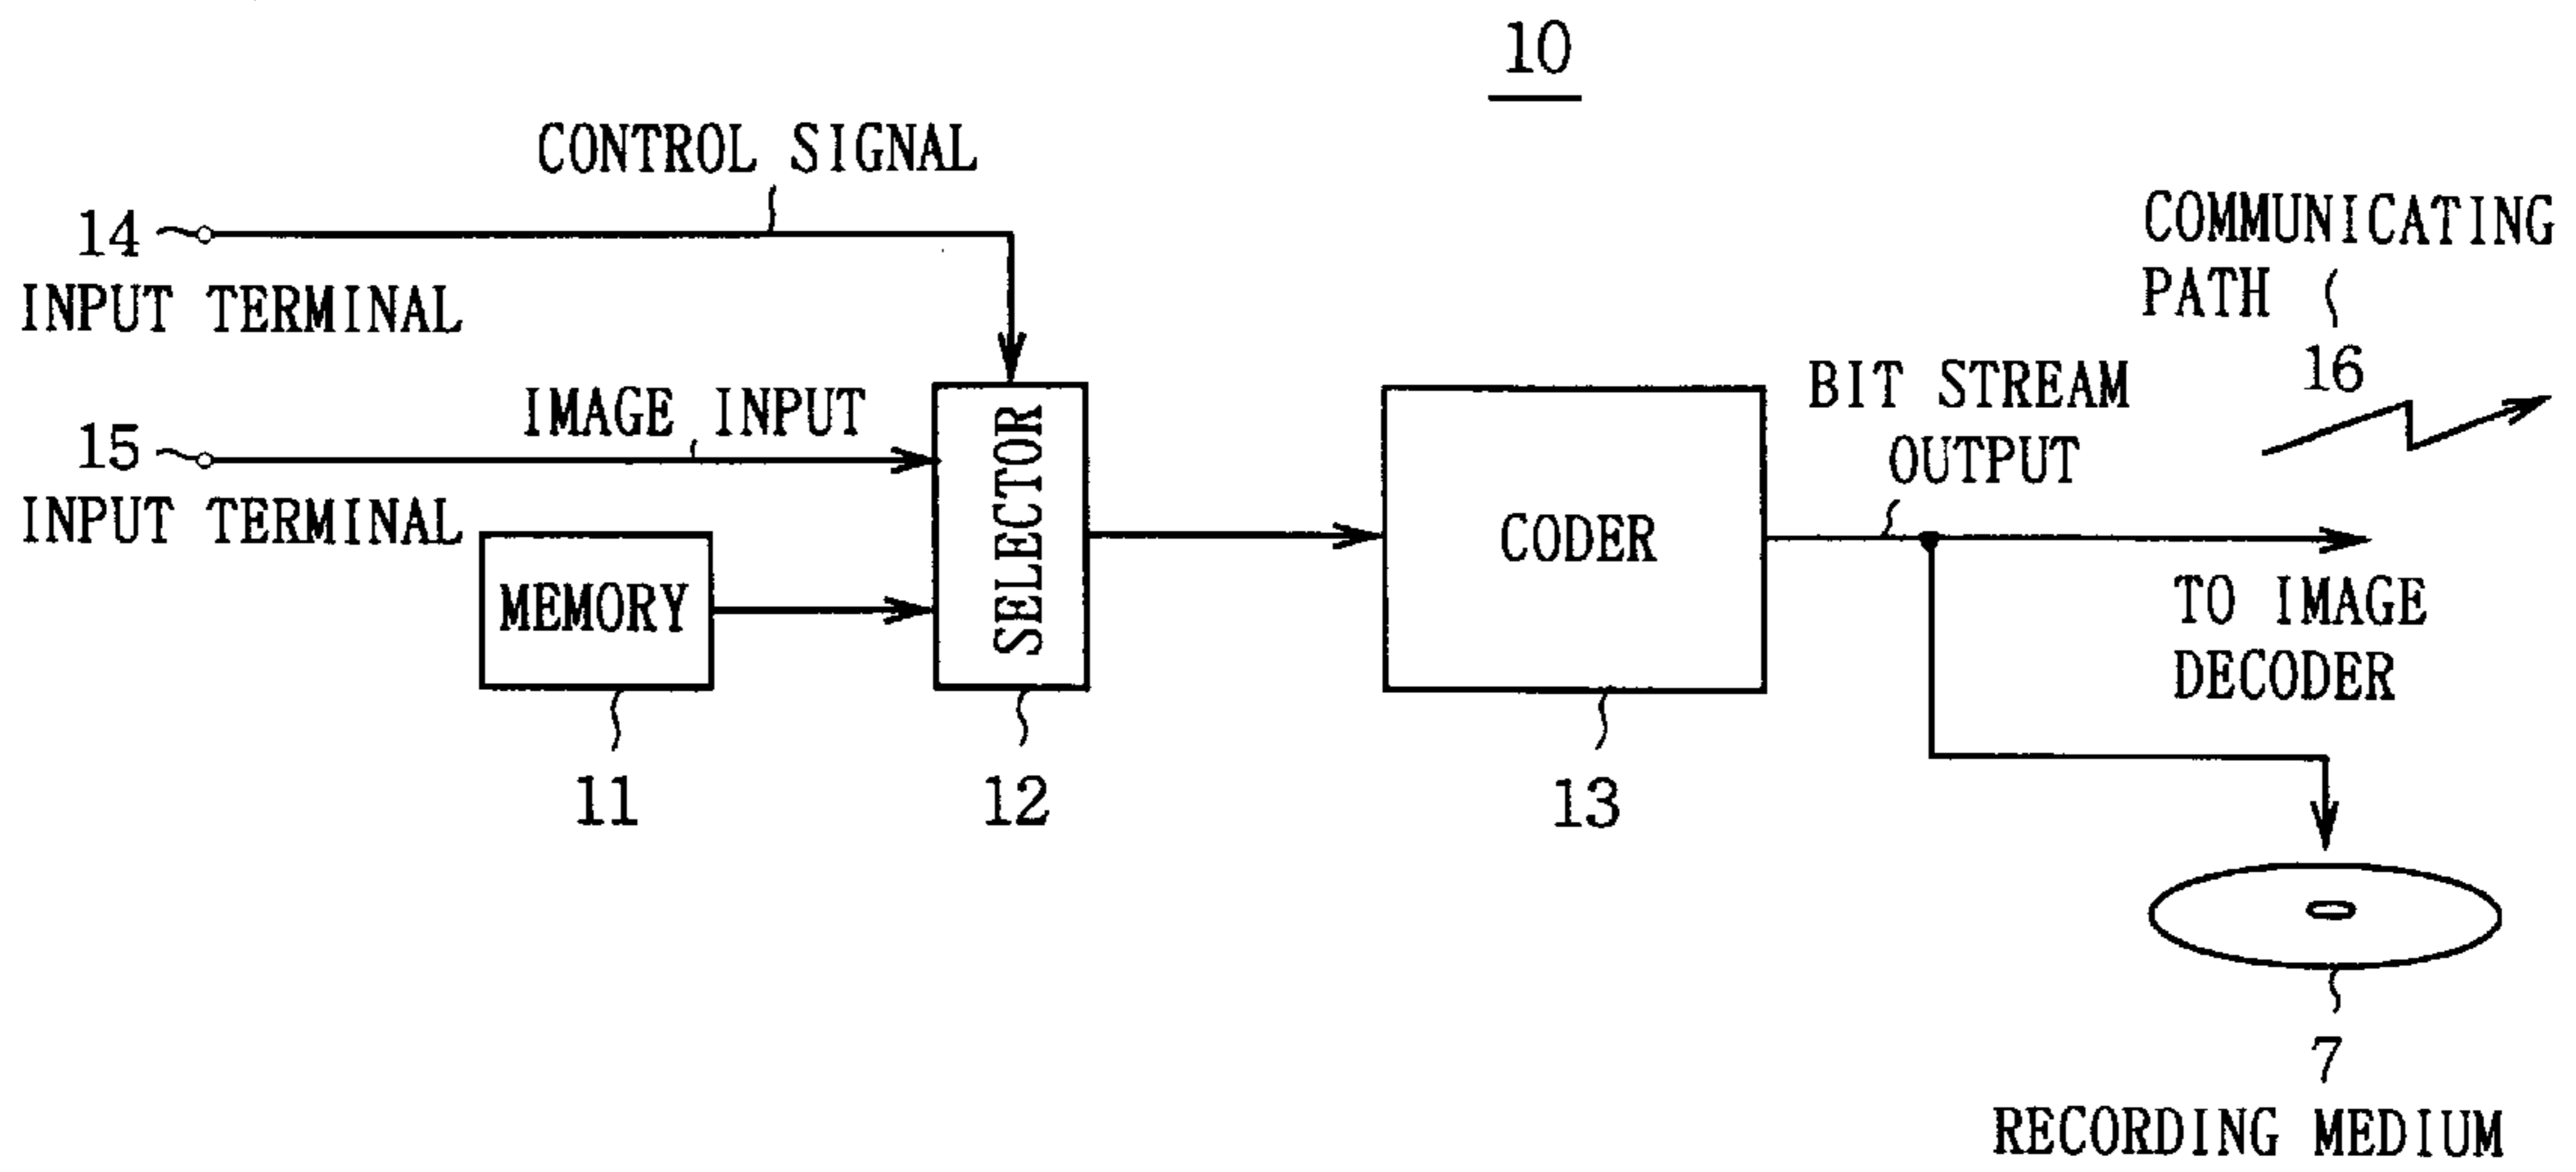 10
CONTROL SIGNAL
14
INPUT TERMINAL
COMMUNICATING
PATH
16
IMAGE INPUT
15
INPUT TERMINAL
BIT STREAM
OUTPUT
MEMORY
SELECTOR
CODER
TO IMAGE
DECODER
11
12
13
7
RECORDING MEDIUM